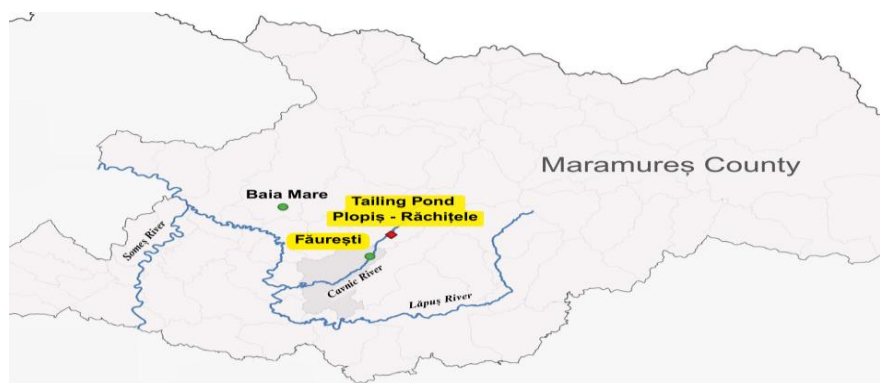 Maramureș County
Baia Mare
Tailing Pond
Plopiș - Răchițele
Făurești
Someș River
Cavnic River
Lăpuș River